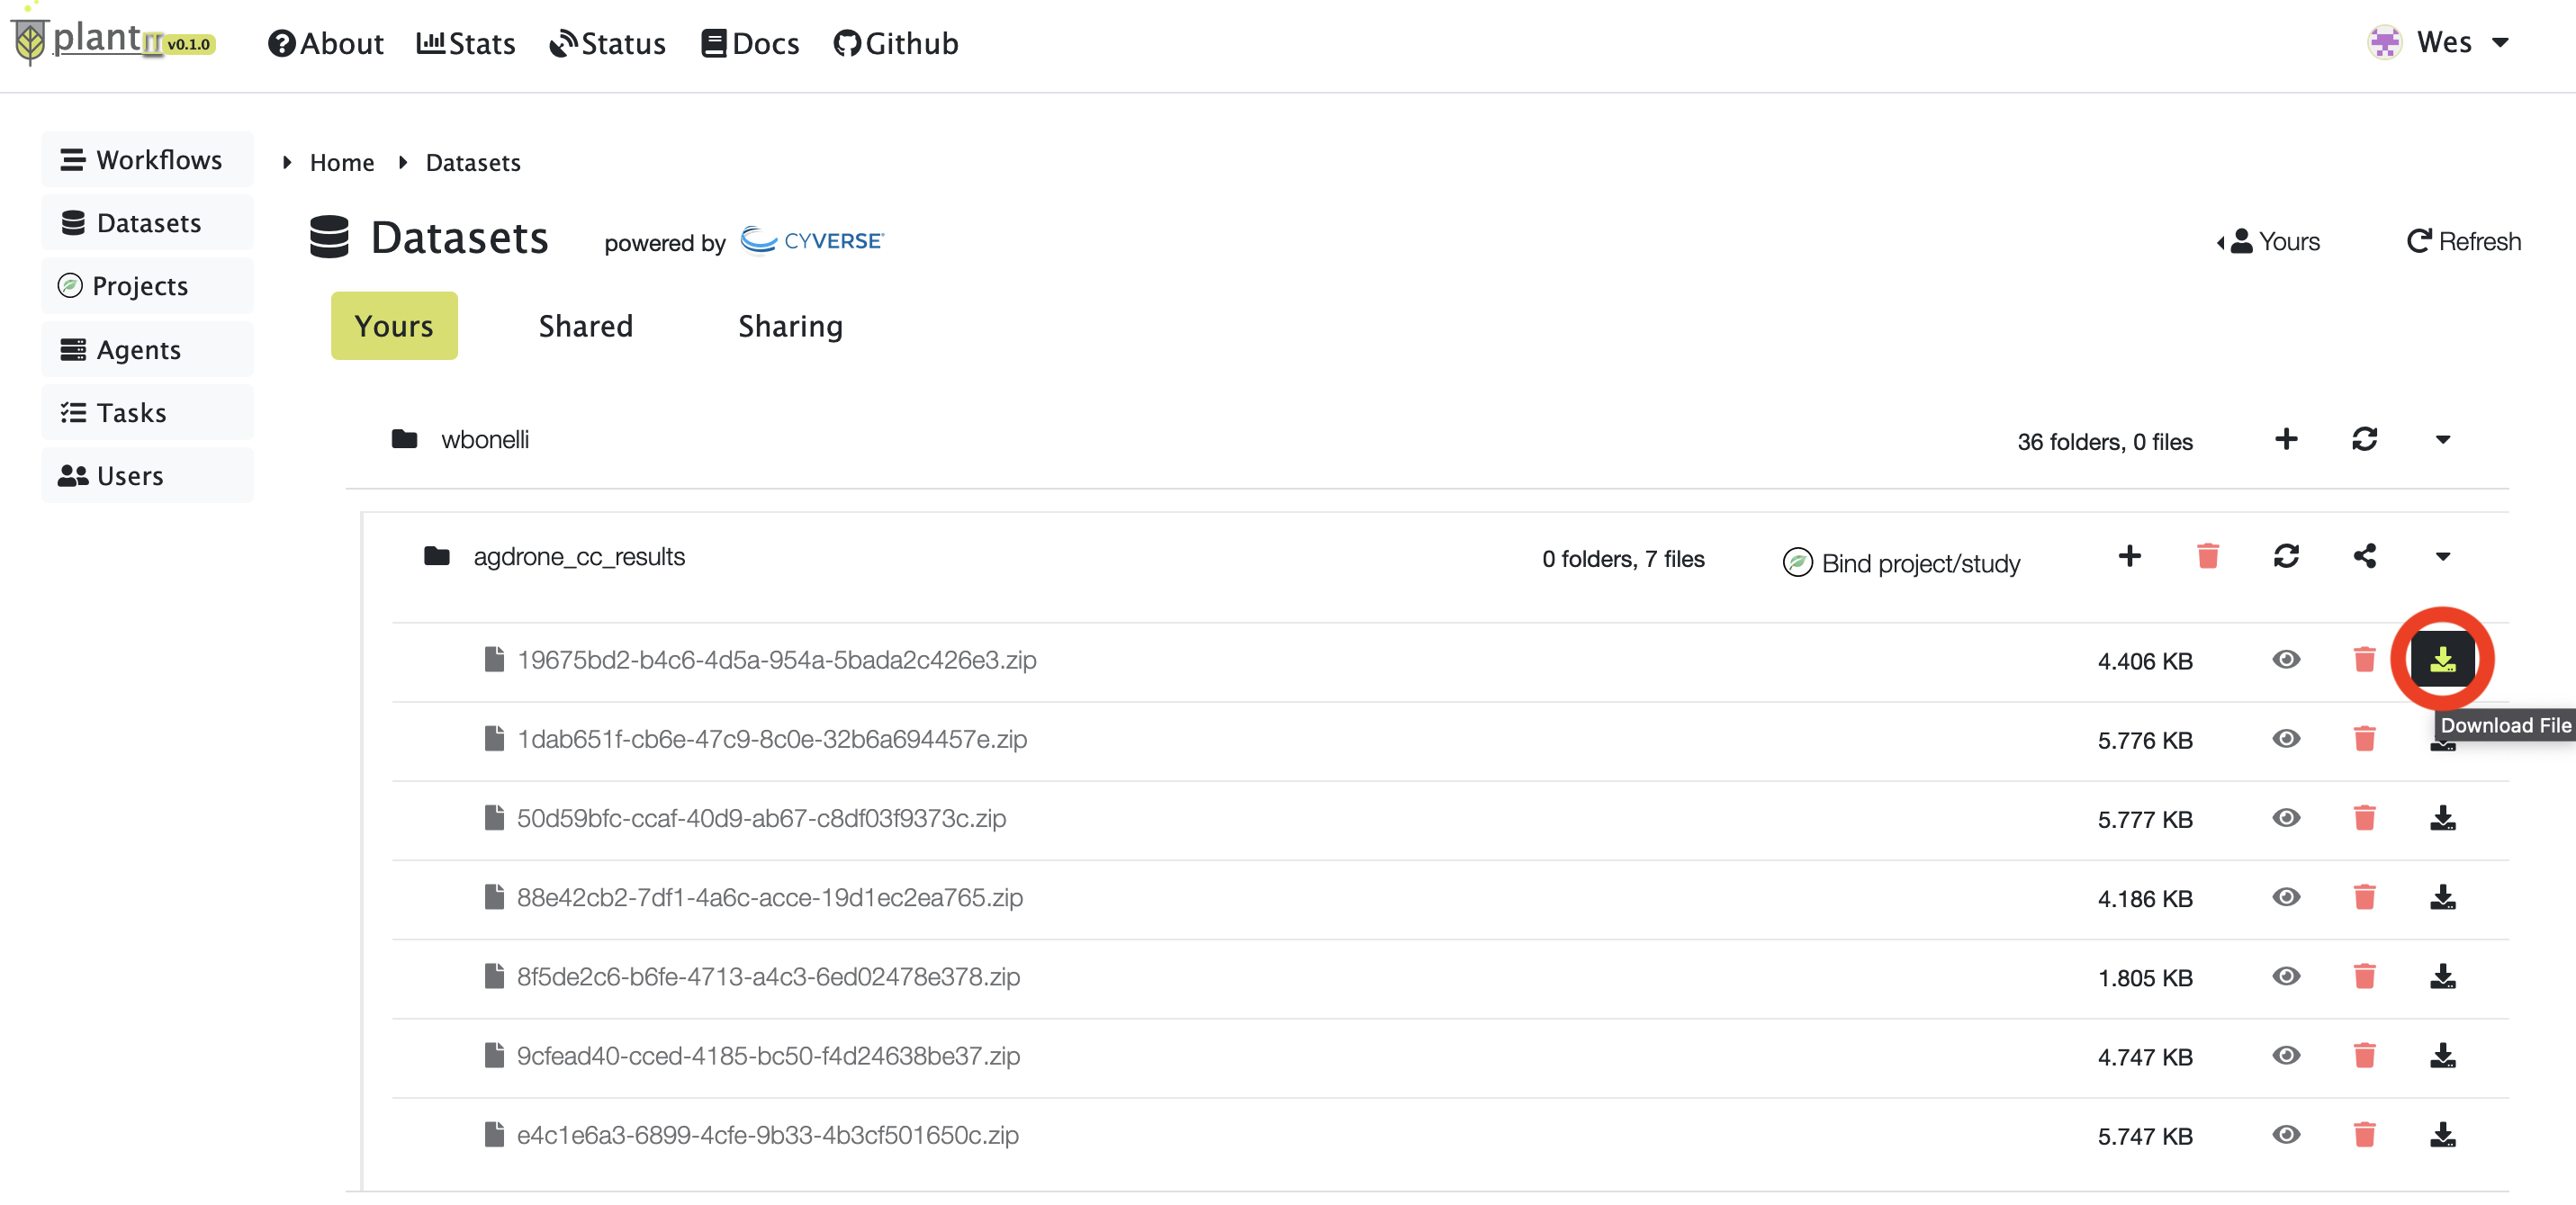 plantIT v0.1.0 About Stats Status Docs Github Wes
Workflows
Datasets
Projects
Agents
Tasks
Users
Home Datasets
Datasets powered by CYVERSE Yours Refresh
Yours Shared Sharing
wbonelli 36 folders, 0 files
agdrone_cc_results 0 folders, 7 files Bind project/study
19675bd2-b4c6-4d5a-954a-5bada2c426e3.zip 4.406 KB
Download File
1dab651f-cb6e-47c9-8c0e-32b6a694457e.zip 5.776 KB
50d59bfc-ccaf-40d9-ab67-c8df03f9373c.zip 5.777 KB
88e42cb2-7df1-4a6c-acce-19d1ec2ea765.zip 4.186 KB
8f5de2c6-b6fe-4713-a4c3-6ed02478e378.zip 1.805 KB
9cfead40-cced-4185-bc50-f4d24638be37.zip 4.747 KB
e4c1e6a3-6899-4cfe-9b33-4b3cf501650c.zip 5.747 KB